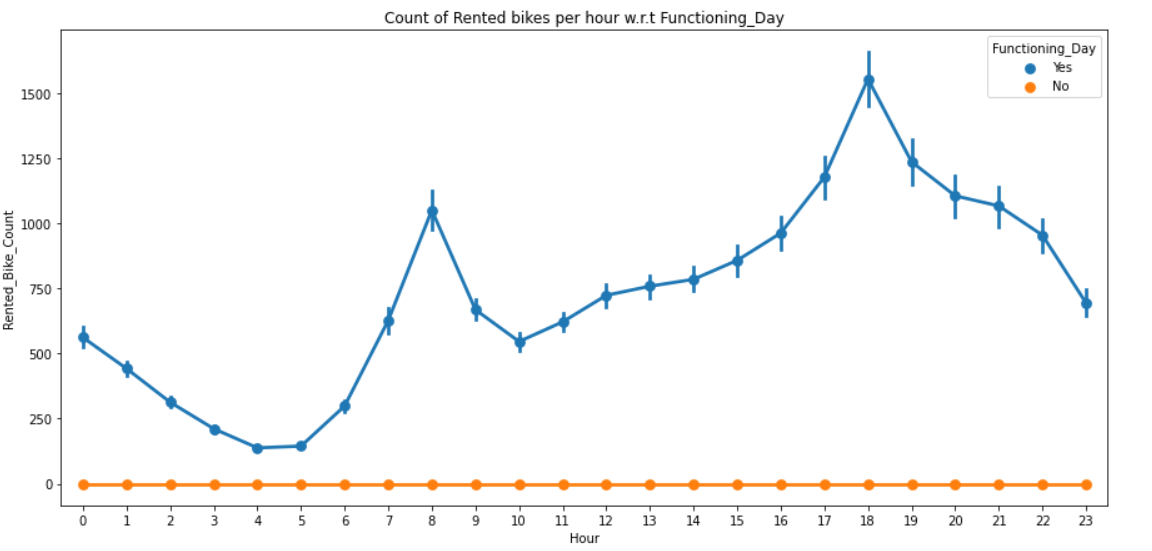 Count of Rented bikes per hour w.r.t Functioning_Day
Functioning_Day
Yes
No
Rented_Bike_Count
1500
1250
1000
750
500
250
0
0 1 2 3 4 5 6 7 8 9 10 11 12 13 14 15 16 17 18 19 20 21 22 23
Hour